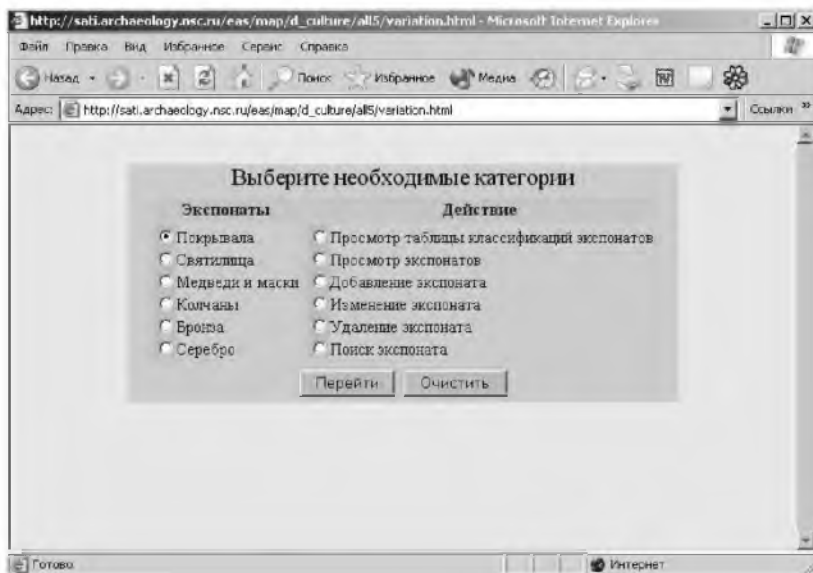 http://sati.archaeology.nsc.ru/eas/map/d_culture/all5/variation.html - Microsoft Internet Explorer
Файл Правка Вид Избранное Сервис Справка
Назад Поиск Избранное Медиа
Адрес: http://sati.archaeology.nsc.ru/eas/map/d_culture/all5/variation.html Ссылки »
Выберите необходимые категории
Экспонаты Действие
Покрывала Просмотр таблицы классификаций экспонатов
Святилища Просмотр экспонатов
Медведи и маски Добавление экспоната
Колчаны Изменение экспоната
Бронза Удаление экспоната
Серебро Поиск экспоната
Перейти Очистить
Готово Интернет